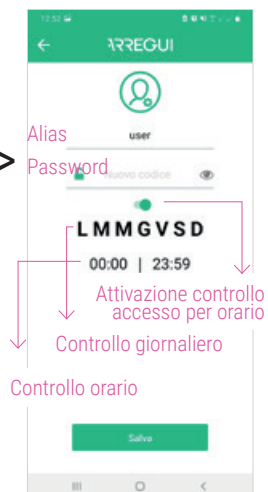 12:52
ARREGUI
Alias
user
>
Password
Nuovo codice
LMMGVSD
00:00 | 23:59
Attivazione controllo
accesso per orario
Controllo giornaliero
Controllo orario
Salva